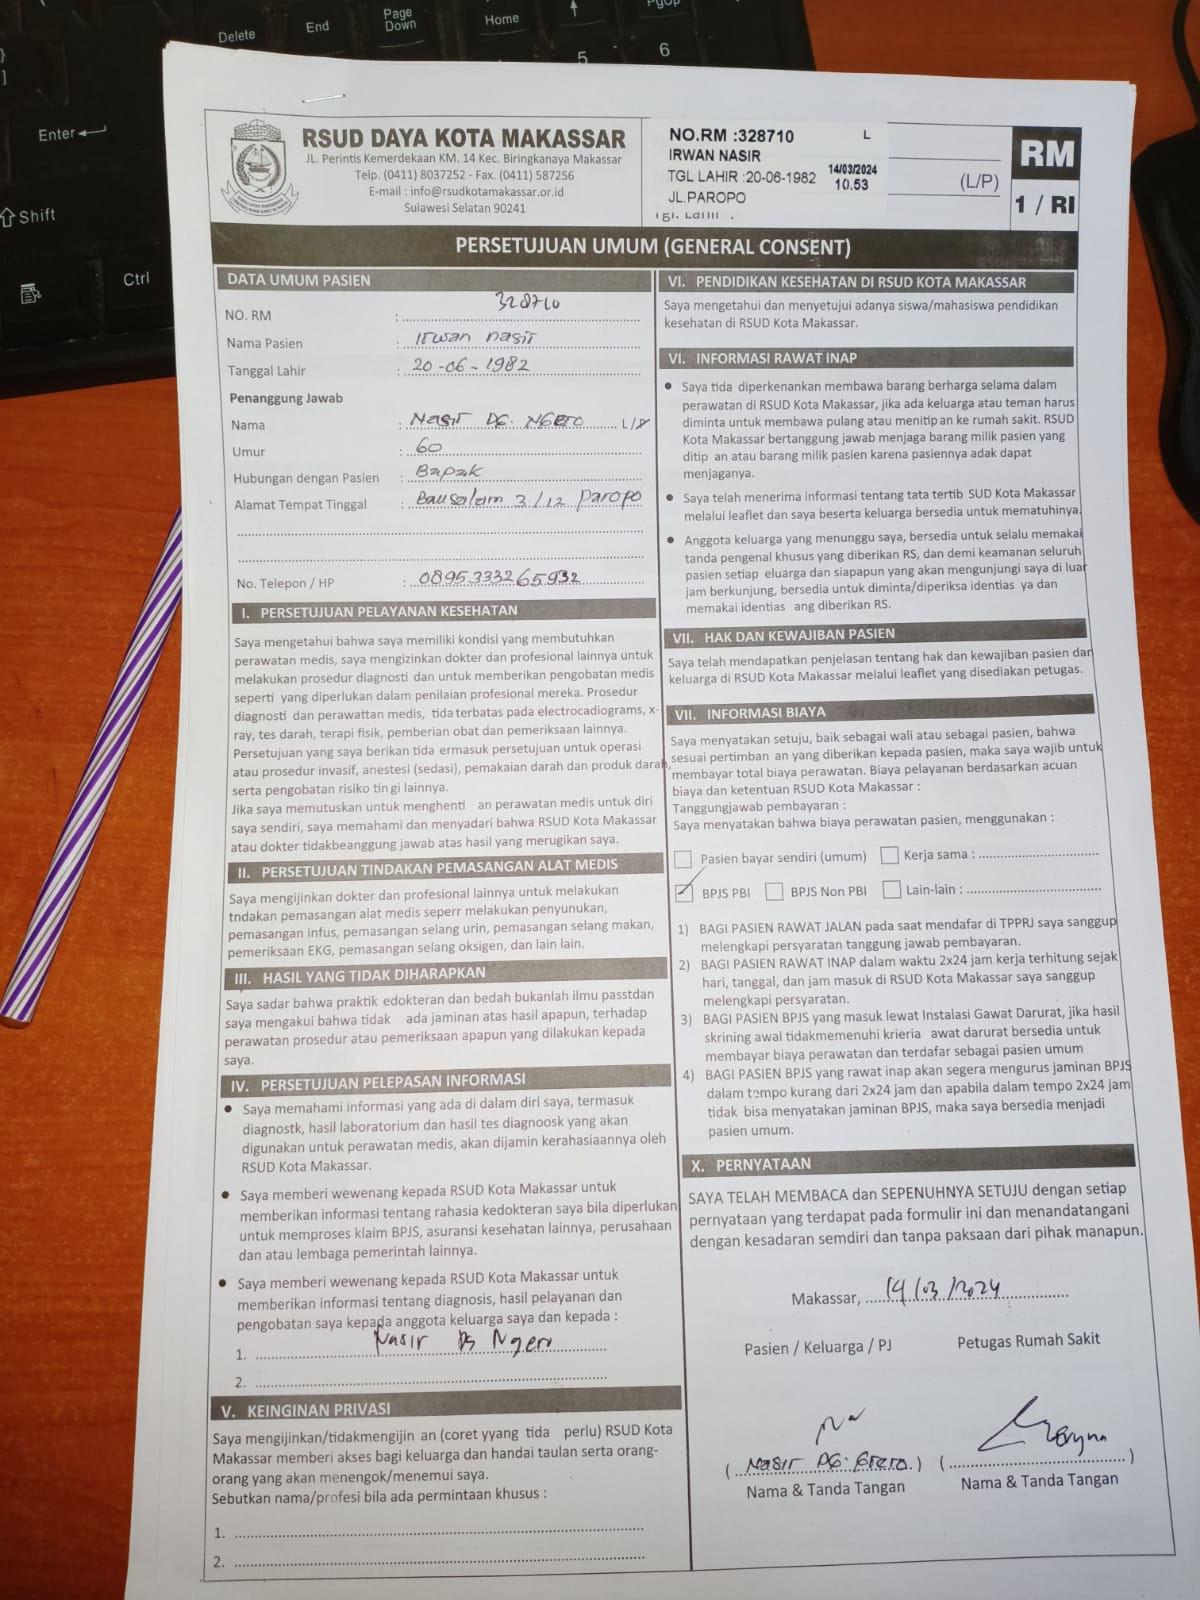 Delete
End
Page Down
Home
PgUp
5
6
Enter
Shift
Ctrl
RSUD DAYA KOTA MAKASSAR
JL. Perintis Kemerdekaan KM. 14 Kec. Biringkanaya Makassar
Telp. (0411) 8037252 - Fax. (0411) 587256
E-mail : info@rsudkotamakassar.or.id
Sulawesi Selatan 90241
NO.RM :328710 L
IRWAN NASIR
TGL LAHIR :20-06-1982 14/03/2024 10.53
JL.PAROPO
Tgl. Lahir :
(L/P)
RM
1 / RI
PERSETUJUAN UMUM (GENERAL CONSENT)
DATA UMUM PASIEN
NO. RM : 328710
Nama Pasien : Irwan nasir
Tanggal Lahir : 20-06-1982
Penanggung Jawab
Nama : Nasir DG. NGero L/P
Umur : 60
Hubungan dengan Pasien : Bapak
Alamat Tempat Tinggal : 3/12 Paropo
No. Telepon / HP : 0895333265932
I. PERSETUJUAN PELAYANAN KESEHATAN
Saya mengetahui bahwa saya memiliki kondisi yang membutuhkan
perawatan medis, saya mengizinkan dokter dan profesional lainnya untuk
melakukan prosedur diagnosti dan untuk memberikan pengobatan medis
seperti yang diperlukan dalam penilaian profesional mereka. Prosedur
diagnosti dan perawattan medis, tida terbatas pada electrocadiograms, x-
ray, tes darah, terapi fisik, pemberian obat dan pemeriksaan lainnya.
Persetujuan yang saya berikan tida ermasuk persetujuan untuk operasi
atau prosedur invasif, anestesi (sedasi), pemakaian darah dan produk darah,
serta pengobatan risiko tin gi lainnya.
Jika saya memutuskan untuk menghenti an perawatan medis untuk diri
saya sendiri, saya memahami dan menyadari bahwa RSUD Kota Makassar
atau dokter tidakbeanggung jawab atas hasil yang merugikan saya.
II. PERSETUJUAN TINDAKAN PEMASANGAN ALAT MEDIS
Saya mengijinkan dokter dan profesional lainnya untuk melakukan
tndakan pemasangan alat medis seperr melakukan penyunukan,
pemasangan infus, pemasangan selang urin, pemasangan selang makan,
pemeriksaan EKG, pemasangan selang oksigen, dan lain lain.
III. HASIL YANG TIDAK DIHARAPKAN
Saya sadar bahwa praktik edokteran dan bedah bukanlah ilmu passtdan
saya mengakui bahwa tidak ada jaminan atas hasil apapun, terhadap
perawatan prosedur atau pemeriksaan apapun yang dilakukan kepada
saya.
IV. PERSETUJUAN PELEPASAN INFORMASI
● Saya memahami informasi yang ada di dalam diri saya, termasuk
diagnostk, hasil laboratorium dan hasil tes diagnoosk yang akan
digunakan untuk perawatan medis, akan dijamin kerahasiaannya oleh
RSUD Kota Makassar.
● Saya memberi wewenang kepada RSUD Kota Makassar untuk
memberikan informasi tentang rahasia kedokteran saya bila diperlukan
untuk memproses klaim BPJS, asuransi kesehatan lainnya, perusahaan
dan atau lembaga pemerintah lainnya.
● Saya memberi wewenang kepada RSUD Kota Makassar untuk
memberikan informasi tentang diagnosis, hasil pelayanan dan
pengobatan saya kepada anggota keluarga saya dan kepada :
1. Nasir Dg Ngero
2.
V. KEINGINAN PRIVASI
Saya mengijinkan/tidakmengijin an (coret yyang tida perlu) RSUD Kota
Makassar memberi akses bagi keluarga dan handai taulan serta orang-
orang yang akan menengok/menemui saya.
Sebutkan nama/profesi bila ada permintaan khusus :
1.
2.
VI. PENDIDIKAN KESEHATAN DI RSUD KOTA MAKASSAR
Saya mengetahui dan menyetujui adanya siswa/mahasiswa pendidikan
kesehatan di RSUD Kota Makassar.
VI. INFORMASI RAWAT INAP
● Saya tida diperkenankan membawa barang berharga selama dalam
perawatan di RSUD Kota Makassar, jika ada keluarga atau teman harus
diminta untuk membawa pulang atau menitip an ke rumah sakit. RSUD
Kota Makassar bertanggung jawab menjaga barang milik pasien yang
ditip an atau barang milik pasien karena pasiennya adak dapat
menjaganya.
● Saya telah menerima informasi tentang tata tertib SUD Kota Makassar
melalui leaflet dan saya beserta keluarga bersedia untuk mematuhinya.
● Anggota keluarga yang menunggu saya, bersedia untuk selalu memakai
tanda pengenal khusus yang diberikan RS, dan demi keamanan seluruh
pasien setiap eluarga dan siapapun yang akan mengunjungi saya di luar
jam berkunjung, bersedia untuk diminta/diperiksa identias ya dan
memakai identias ang diberikan RS.
VII. HAK DAN KEWAJIBAN PASIEN
Saya telah mendapatkan penjelasan tentang hak dan kewajiban pasien dan
keluarga di RSUD Kota Makassar melalui leaflet yang disediakan petugas.
VII. INFORMASI BIAYA
Saya menyatakan setuju, baik sebagai wali atau sebagai pasien, bahwa
sesuai pertimban an yang diberikan kepada pasien, maka saya wajib untuk
membayar total biaya perawatan. Biaya pelayanan berdasarkan acuan
biaya dan ketentuan RSUD Kota Makassar :
Tanggungjawab pembayaran :
Saya menyatakan bahwa biaya perawatan pasien, menggunakan :
Pasien bayar sendiri (umum) Kerja sama :
BPJS PBI BPJS Non PBI Lain-lain :
1) BAGI PASIEN RAWAT JALAN pada saat mendafar di TPPRJ saya sanggup
melengkapi persyaratan tanggung jawab pembayaran.
2) BAGI PASIEN RAWAT INAP dalam waktu 2x24 jam kerja terhitung sejak
hari, tanggal, dan jam masuk di RSUD Kota Makassar saya sanggup
melengkapi persyaratan.
3) BAGI PASIEN BPJS yang masuk lewat Instalasi Gawat Darurat, jika hasil
skrining awal tidakmemenuhi krieria awat darurat bersedia untuk
membayar biaya perawatan dan terdafar sebagai pasien umum
4) BAGI PASIEN BPJS yang rawat inap akan segera mengurus jaminan BPJS
dalam tempo kurang dari 2x24 jam dan apabila dalam tempo 2x24 jam
tidak bisa menyatakan jaminan BPJS, maka saya bersedia menjadi
pasien umum.
X. PERNYATAAN
SAYA TELAH MEMBACA dan SEPENUHNYA SETUJU dengan setiap
pernyataan yang terdapat pada formulir ini dan menandatangani
dengan kesadaran semdiri dan tanpa paksaan dari pihak manapun.
Makassar, 14/03/2024
Pasien / Keluarga / PJ Petugas Rumah Sakit
( Nasir DG. ) ( )
Nama & Tanda Tangan Nama & Tanda Tangan